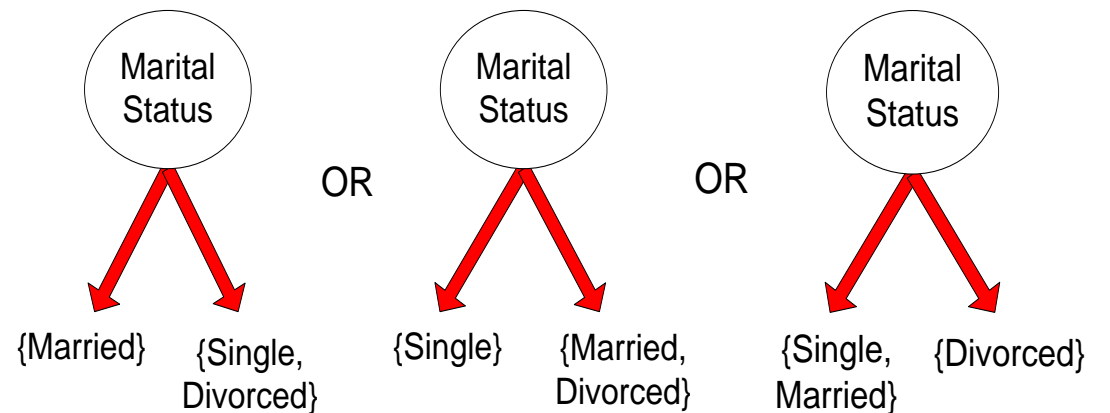 Marital
Status
Marital
Status
Marital
Status
OR
OR
{Married}
{Single,
Divorced}
{Single}
{Married,
Divorced}
{Single,
Married}
{Divorced}